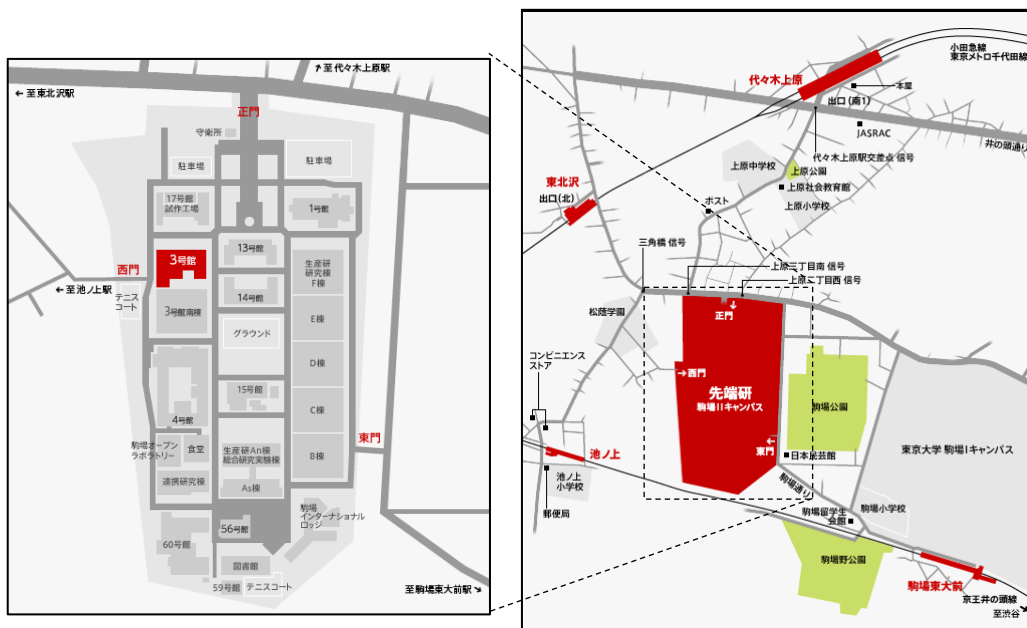 ↗至代々木上原駅
←至東北沢駅
正門
守衛所
駐車場
駐車場
17号館
試作工場
1号館
3号館
13号館
生産研
研究棟
F棟
西門
←至池ノ上駅
テニス
コート
3号館南棟
14号館
E棟
グラウンド
D棟
15号館
C棟
4号館
東門
駒場オープン
ラボラトリー
食堂
生産研An棟
総合研究実験棟
B棟
連携研究棟
As棟
駒場
インターナショナル
ロッジ
56号館
60号館
図書館
59号館
テニスコート
至駒場東大前駅↘
小田急線
東京メトロ千代田線
代々木上原
本屋
出口(南1)
JASRAC
井の頭通り
代々木上原駅交差点 信号
上原中学校
上原公園
上原社会教育館
上原小学校
東北沢
出口(北)
ポスト
三角橋 信号
上原三丁目南 信号
上原二丁目西 信号
正門
松蔭学園
コンビニエンス
ストア
→西門
先端研
駒場IIキャンパス
駒場公園
東京大学 駒場Iキャンパス
←
東門
日本民芸館
池ノ上
池ノ上
小学校
駒場通り
郵便局
駒場留学生
会館
駒場小学校
駒場野公園
駒場東大前
京王井の頭線
至渋谷↘